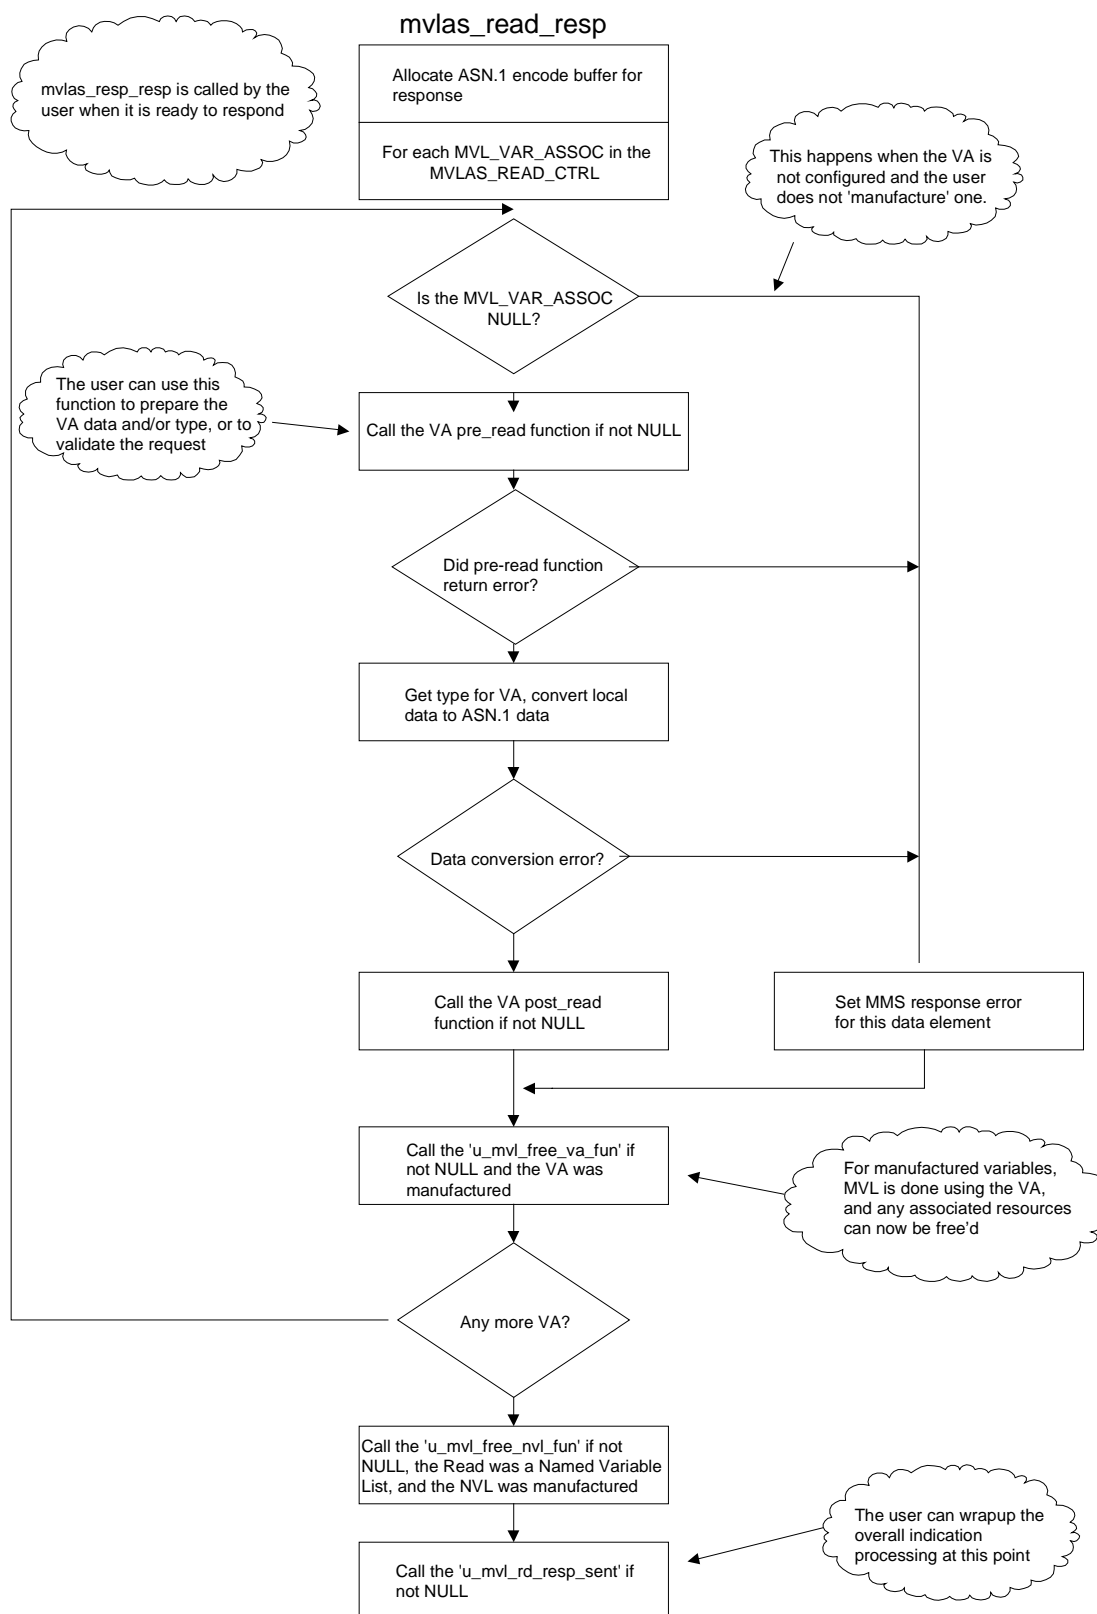 mvlas_read_resp
mvlas_resp_resp is called by the
user when it is ready to respond
Allocate ASN.1 encode buffer for
response
For each MVL_VAR_ASSOC in the
MVLAS_READ_CTRL
This happens when the VA is
not configured and the user
does not 'manufacture' one.
Is the MVL_VAR_ASSOC
NULL?
The user can use this
function to prepare the
VA data and/or type, or to
validate the request
Call the VA pre_read function if not NULL
Did pre-read function
return error?
Get type for VA, convert local
data to ASN.1 data
Data conversion error?
Call the VA post_read
function if not NULL
Set MMS response error
for this data element
Call the 'u_mvl_free_va_fun' if
not NULL and the VA was
manufactured
For manufactured variables,
MVL is done using the VA,
and any associated resources
can now be free'd
Any more VA?
Call the 'u_mvl_free_nvl_fun' if not
NULL, the Read was a Named Variable
List, and the NVL was manufactured
The user can wrapup the
overall indication
processing at this point
Call the 'u_mvl_rd_resp_sent' if
not NULL